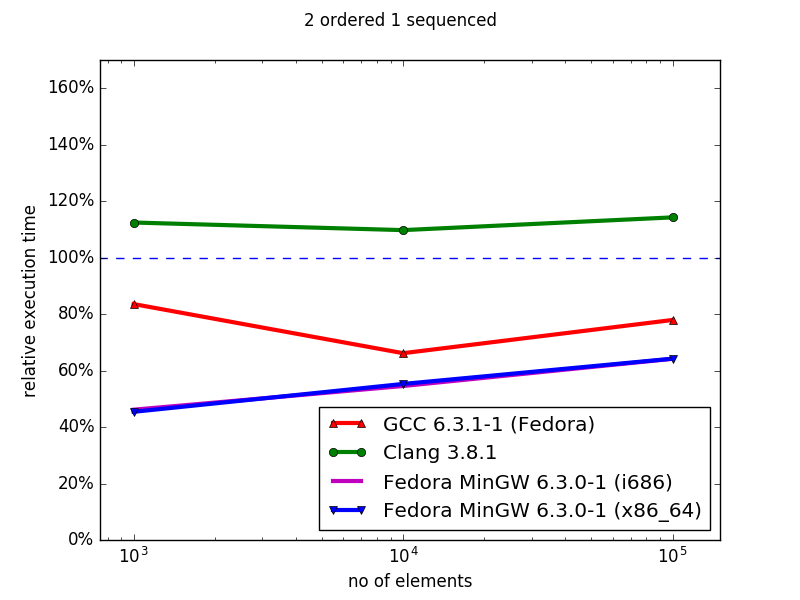 2 ordered 1 sequenced
160%
140%
120%
100%
80%
60%
40%
20%
0%
relative execution time
10³
10⁴
10⁵
no of elements
GCC 6.3.1-1 (Fedora)
Clang 3.8.1
Fedora MinGW 6.3.0-1 (i686)
Fedora MinGW 6.3.0-1 (x86_64)